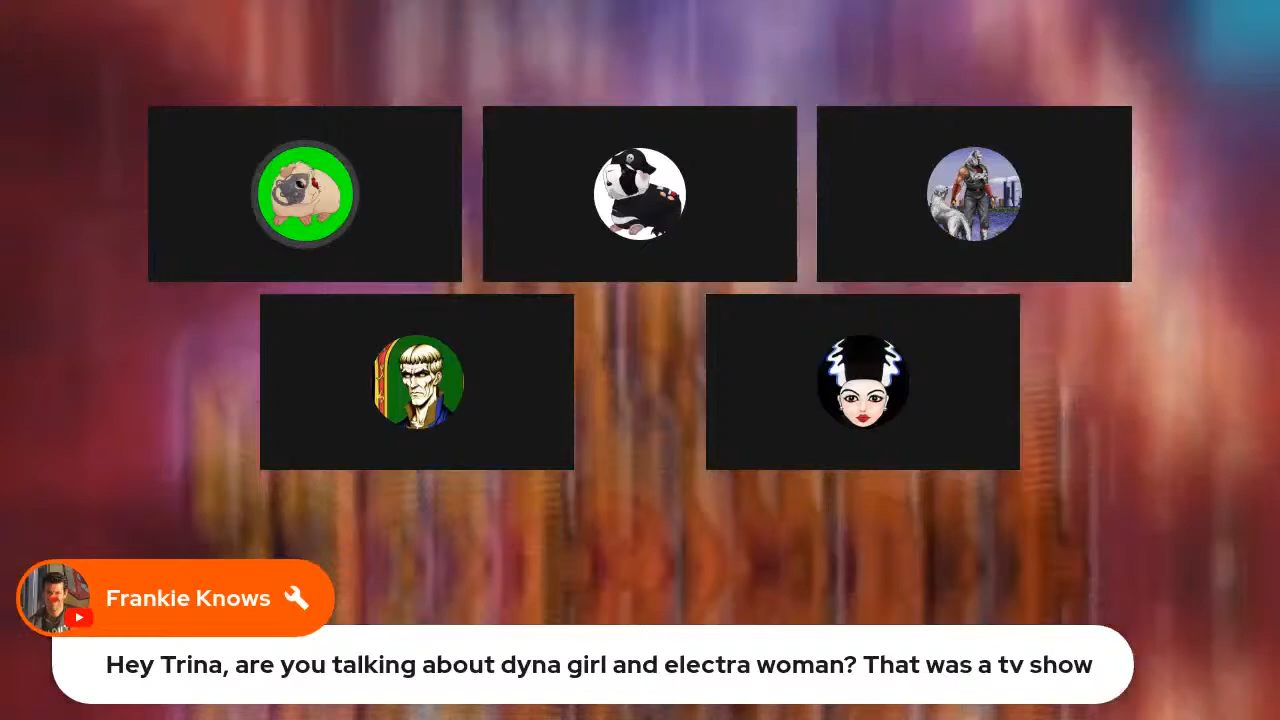 Frankie Knows
Hey Trina, are you talking about dyna girl and electra woman? That was a tv show